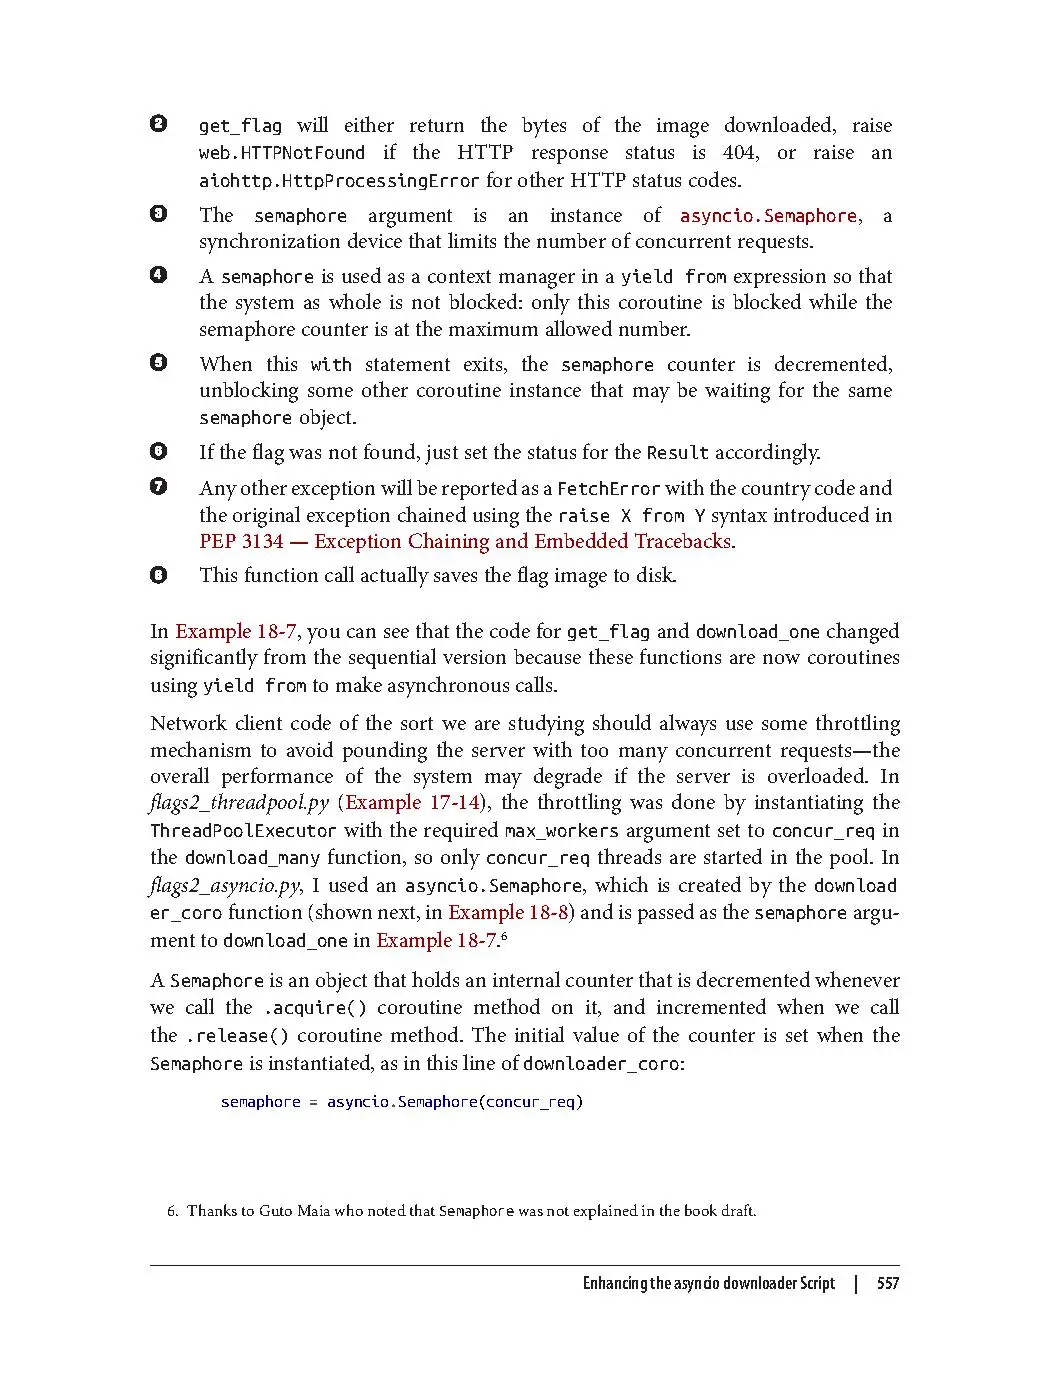 ❷ get_flag will either return the bytes of the image downloaded, raise
web.HTTPNotFound if the HTTP response status is 404, or raise an
aiohttp.HttpProcessingError for other HTTP status codes.
❸ The semaphore argument is an instance of asyncio.Semaphore, a
synchronization device that limits the number of concurrent requests.
❹ A semaphore is used as a context manager in a yield from expression so that
the system as whole is not blocked: only this coroutine is blocked while the
semaphore counter is at the maximum allowed number.
❺ When this with statement exits, the semaphore counter is decremented,
unblocking some other coroutine instance that may be waiting for the same
semaphore object.
❻ If the flag was not found, just set the status for the Result accordingly.
❼ Any other exception will be reported as a FetchError with the country code and
the original exception chained using the raise X from Y syntax introduced in
PEP 3134 — Exception Chaining and Embedded Tracebacks.
❽ This function call actually saves the flag image to disk.
In Example 18-7, you can see that the code for get_flag and download_one changed
significantly from the sequential version because these functions are now coroutines
using yield from to make asynchronous calls.
Network client code of the sort we are studying should always use some throttling
mechanism to avoid pounding the server with too many concurrent requests—the
overall performance of the system may degrade if the server is overloaded. In
flags2_threadpool.py (Example 17-14), the throttling was done by instantiating the
ThreadPoolExecutor with the required max_workers argument set to concur_req in
the download_many function, so only concur_req threads are started in the pool. In
flags2_asyncio.py, I used an asyncio.Semaphore, which is created by the download
er_coro function (shown next, in Example 18-8) and is passed as the semaphore argu-
ment to download_one in Example 18-7.⁶
A Semaphore is an object that holds an internal counter that is decremented whenever
we call the .acquire() coroutine method on it, and incremented when we call
the .release() coroutine method. The initial value of the counter is set when the
Semaphore is instantiated, as in this line of downloader_coro:
semaphore = asyncio.Semaphore(concur_req)
6. Thanks to Guto Maia who noted that Semaphore was not explained in the book draft.
Enhancing the asyncio downloader Script | 557